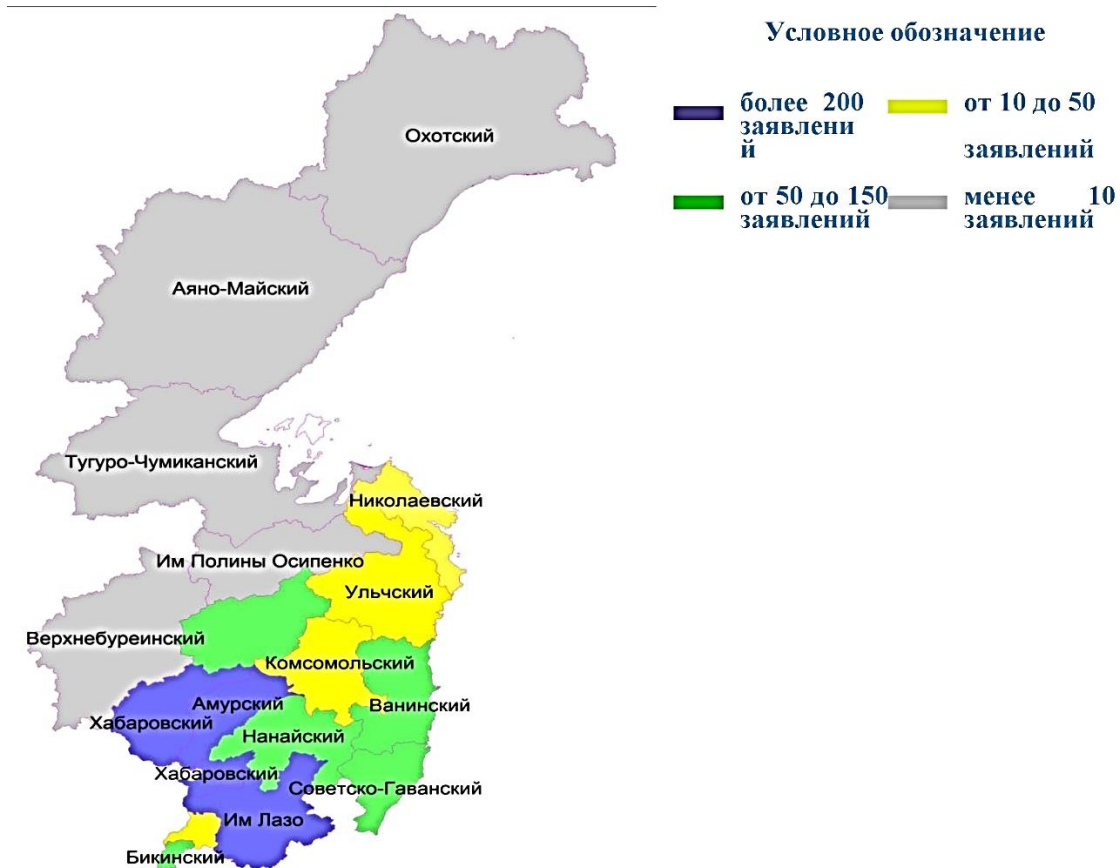 Условное обозначение
более 200
заявлени
й
от 10 до 50
заявлений
от 50 до 150
заявлений
менее 10
заявлений
Охотский
Аяно-Майский
Тугуро-Чумиканский
Николаевский
Им Полины Осипенко
Ульчский
Верхнебуреинский
Комсомольский
Амурский
Ванинский
Хабаровский
Нанайский
Хабаровский
Советско-Гаванский
Им Лазо
Бикинский